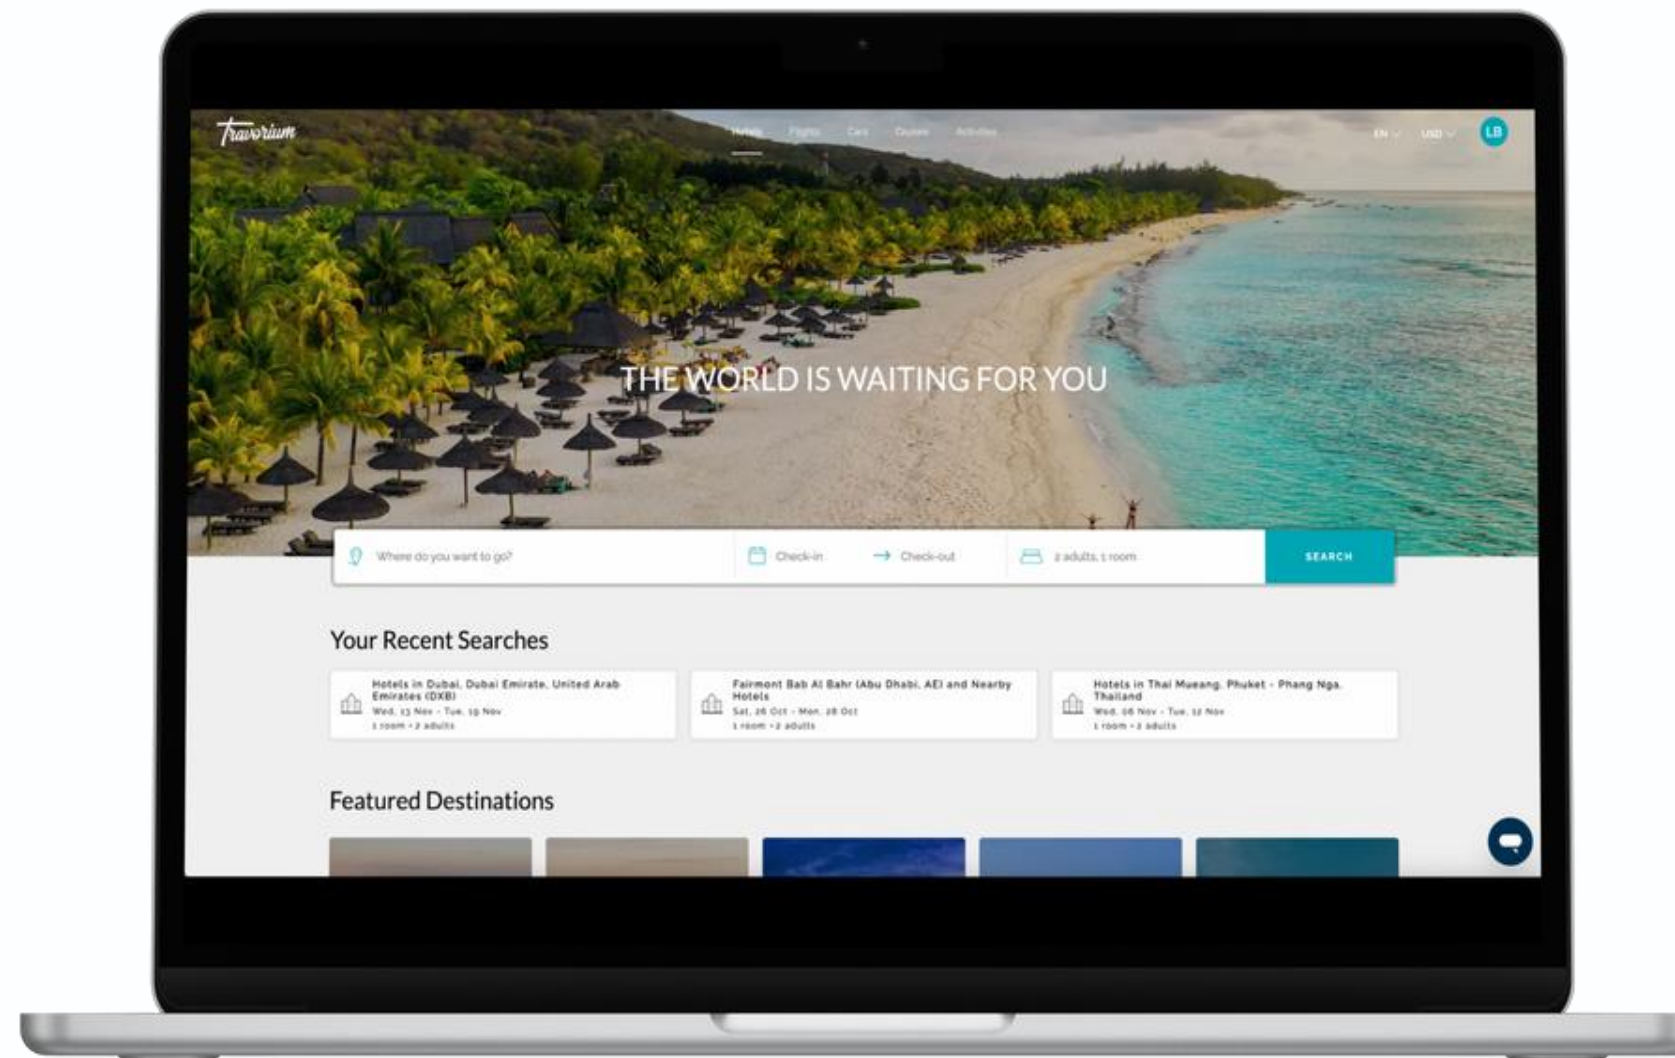 Travorium
Hotels Flights Cars Explore Activities
EN USD LB
THE WORLD IS WAITING FOR YOU
Where do you want to go?
Check-in
Check-out
2 adults, 1 room
SEARCH
Your Recent Searches
Hotels in Dubai, Dubai Emirate, United Arab
Emirates (DXB)
Wed, 13 Nov - Tue, 19 Nov
1 room • 2 adults
Fairmont Bab Al Bahr (Abu Dhabi, AE) and Nearby
Hotels
Sat, 26 Oct - Mon, 28 Oct
1 room • 2 adults
Hotels in Thai Mueang, Phuket - Phang Nga,
Thailand
Wed, 06 Nov - Tue, 12 Nov
1 room • 2 adults
Featured Destinations